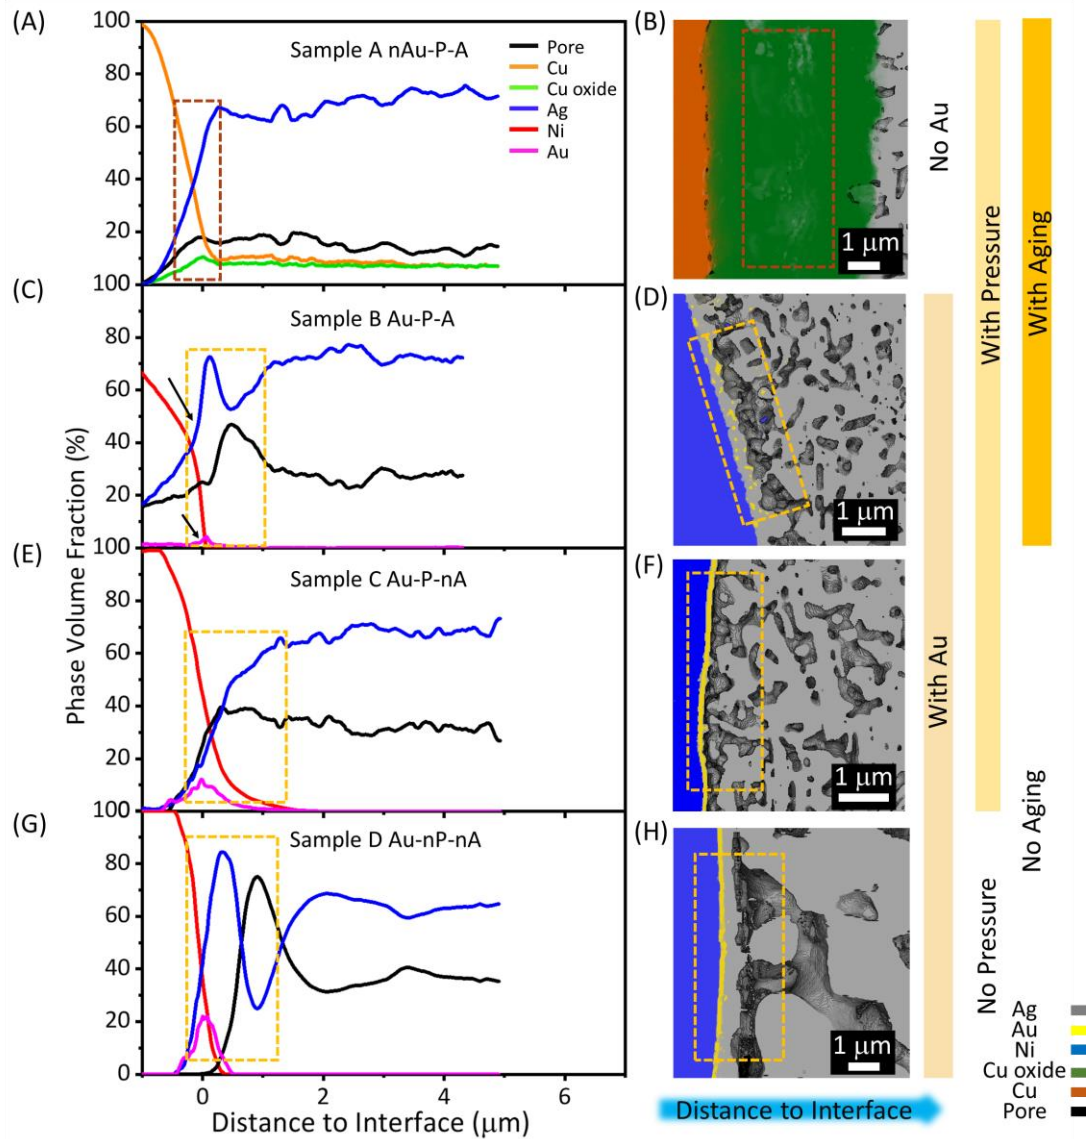 (A)
100
80
60
40
20
Sample A nAu-P-A
Pore
Cu
Cu oxide
Ag
Ni
Au
(B)
1 μm
No Au
(C)
100
80
60
40
20
Sample B Au-P-A
(D)
1 μm
With Pressure
With Aging
(E)
100
80
60
40
20
Sample C Au-P-nA
(F)
1 μm
With Au
(G)
100
80
60
40
20
0
Sample D Au-nP-nA
(H)
1 μm
No Pressure
No Aging
Phase Volume Fraction (%)
0
2
4
6
Distance to Interface (μm)
Distance to Interface
Ag
Au
Ni
Cu oxide
Cu
Pore